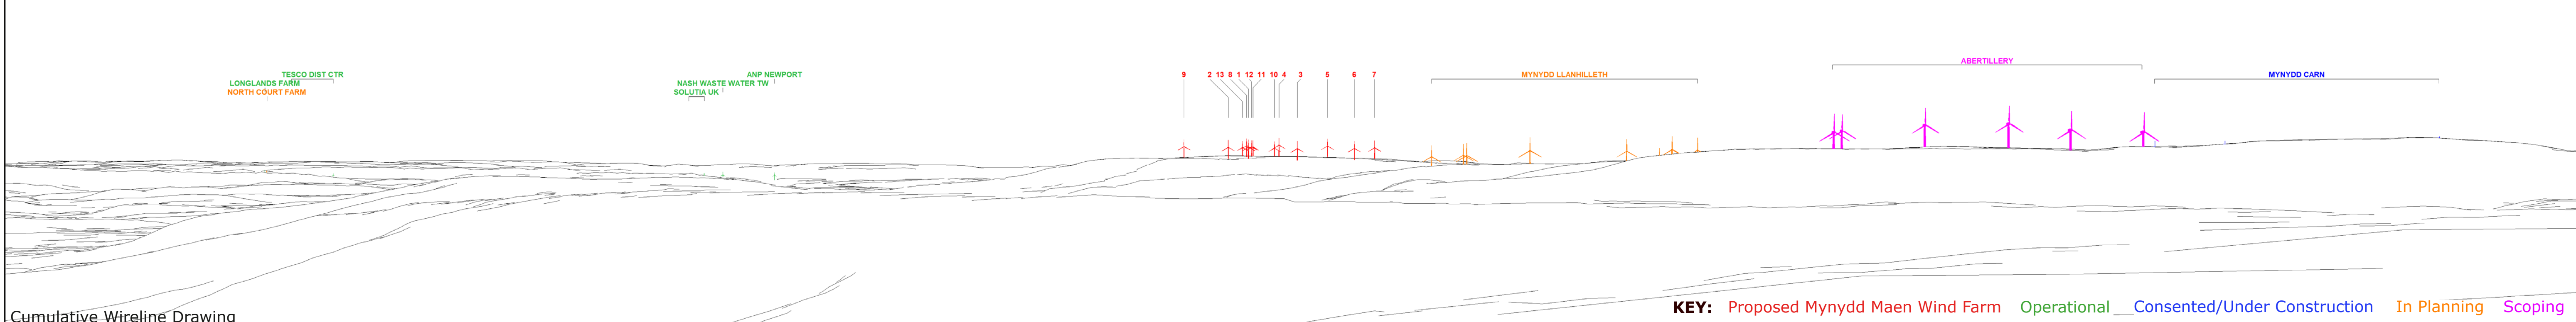 ABERTILLERY
TESCO DIST CTR ANP NEWPORT 9 2 13 8 1 12 11 10 4 3 5 6 7 MYNYDD LLANHILLETH MYNYDD CARN
LONGLANDS FARM NASH WASTE WATER TW
NORTH COURT FARM SOLUTIA UK
KEY: Proposed Mynydd Maen Wind Farm Operational Consented/Under Construction In Planning Scoping
Cumulative Wireline Drawing